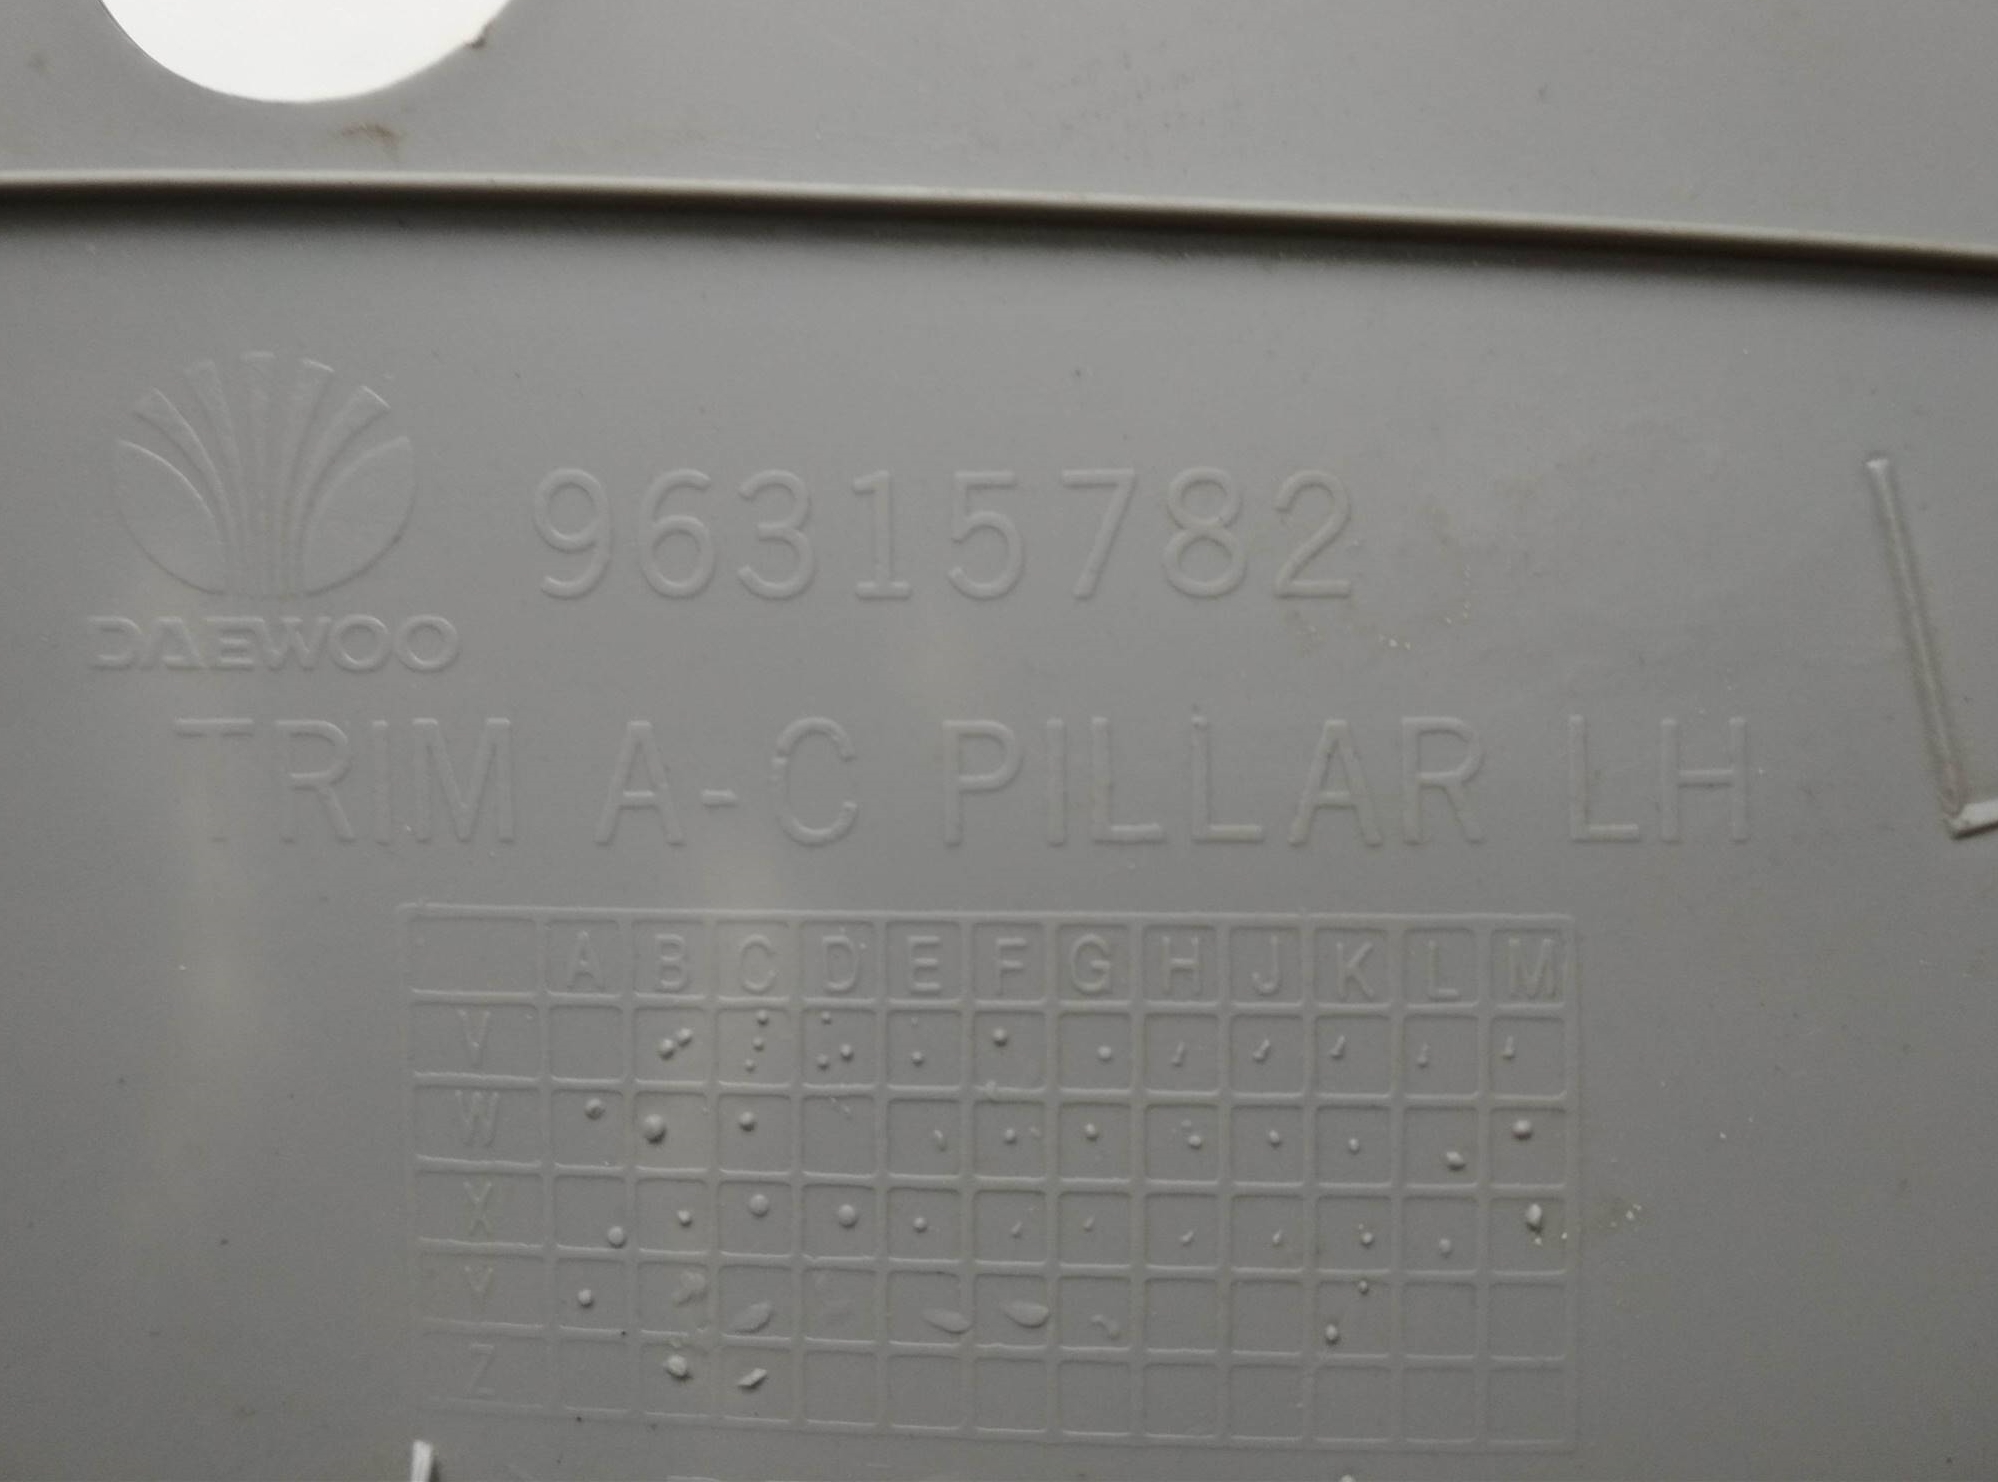 96315782
DAEWOO
TRIM A-C PILLAR LH
A B C D E F G H J K L M
V
W
X
Y
Z